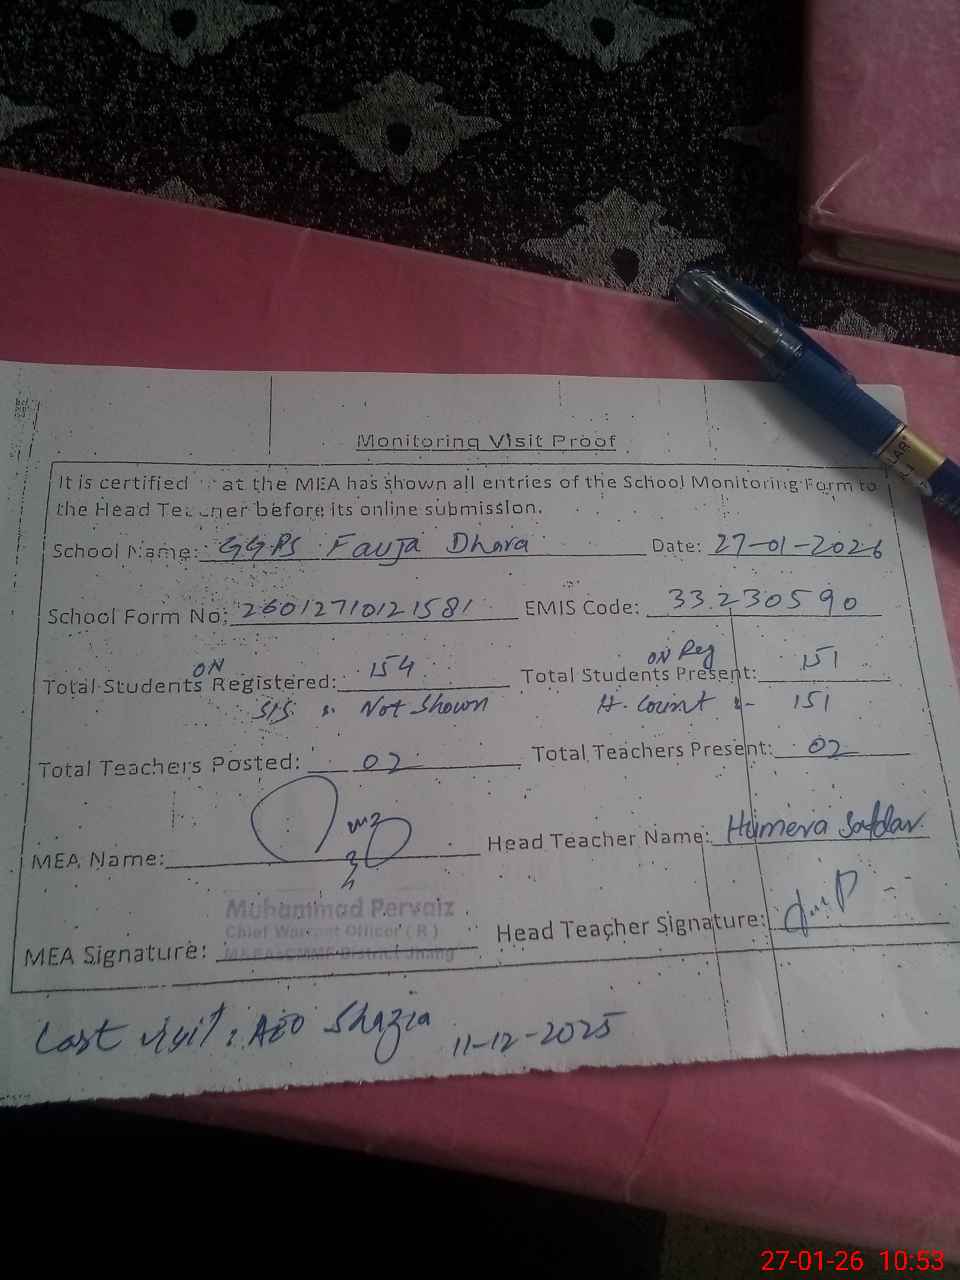 Monitoring Visit Proof
It is certified at the MEA has shown all entries of the School Monitoring Form to
the Head Teacher before its online submission.
School Name: GGPS Fauja Dhara Date: 27-01-2026
School Form No: 26012710121581 EMIS Code: 33230590
ON ON Reg
Total Students Registered: 154 Total Students Present: 151
SIS :- Not Shown H. Count :- 151
Total Teachers Posted: 02 Total Teachers Present: 02
MEA Name: Head Teacher Name: Humera Safdar
Muhammad Pervaiz
Chief Warrant Officer ( R )
MEA Signature: District Jhang Head Teacher Signature:
Last visit: AEO Shazia 11-12-2025
27-01-26 10:53